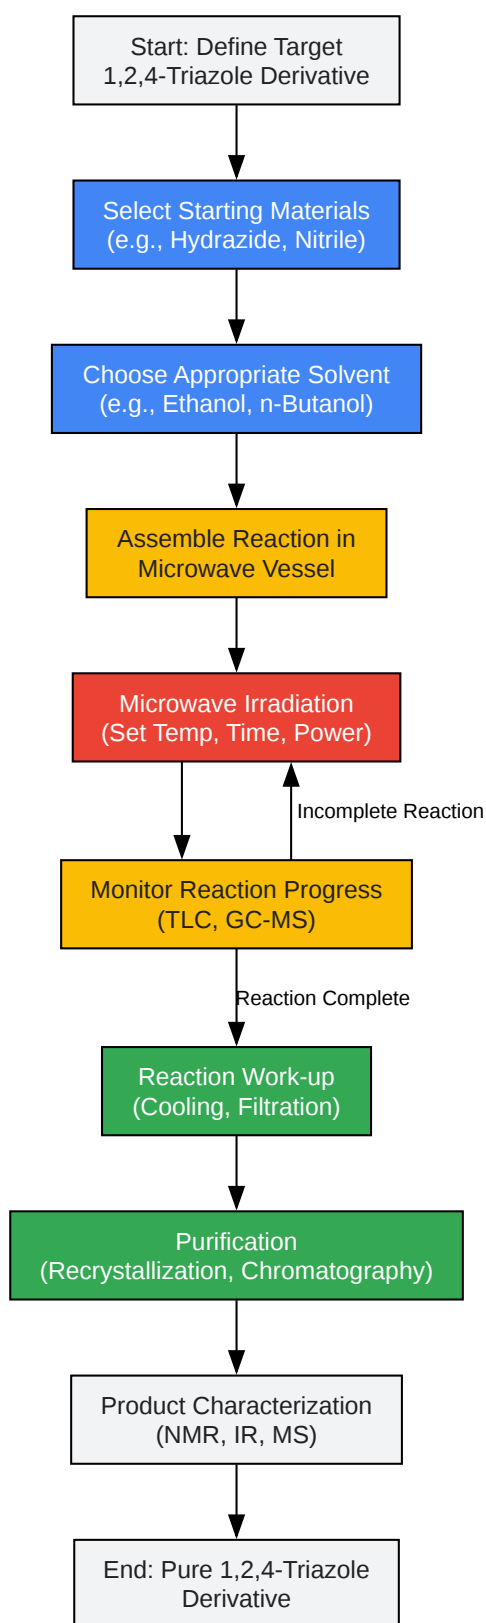 Start: Define Target
1,2,4-Triazole Derivative
Select Starting Materials
(e.g., Hydrazide, Nitrile)
Choose Appropriate Solvent
(e.g., Ethanol, n-Butanol)
Assemble Reaction in
Microwave Vessel
Microwave Irradiation
(Set Temp, Time, Power)
Incomplete Reaction
Monitor Reaction Progress
(TLC, GC-MS)
Reaction Complete
Reaction Work-up
(Cooling, Filtration)
Purification
(Recrystallization, Chromatography)
Product Characterization
(NMR, IR, MS)
End: Pure 1,2,4-Triazole
Derivative